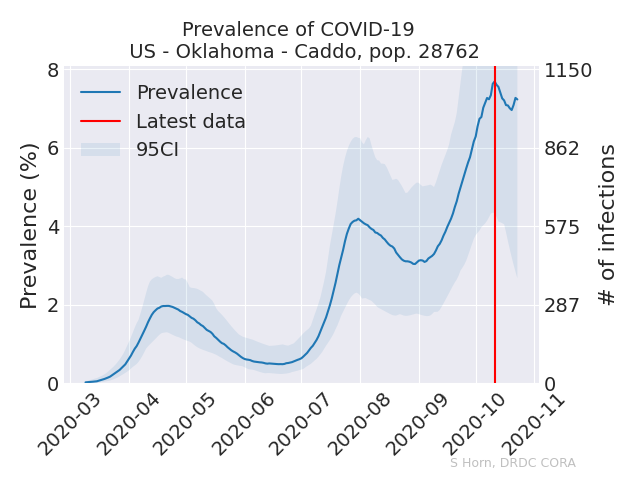 Prevalence of COVID-19
US - Oklahoma - Caddo, pop. 28762
Prevalence
Latest data
95CI
Prevalence (%)
8
6
4
2
0
# of infections
1150
862
575
287
0
2020-03
2020-04
2020-05
2020-06
2020-07
2020-08
2020-09
2020-10
2020-11
S Horn, DRDC CORA